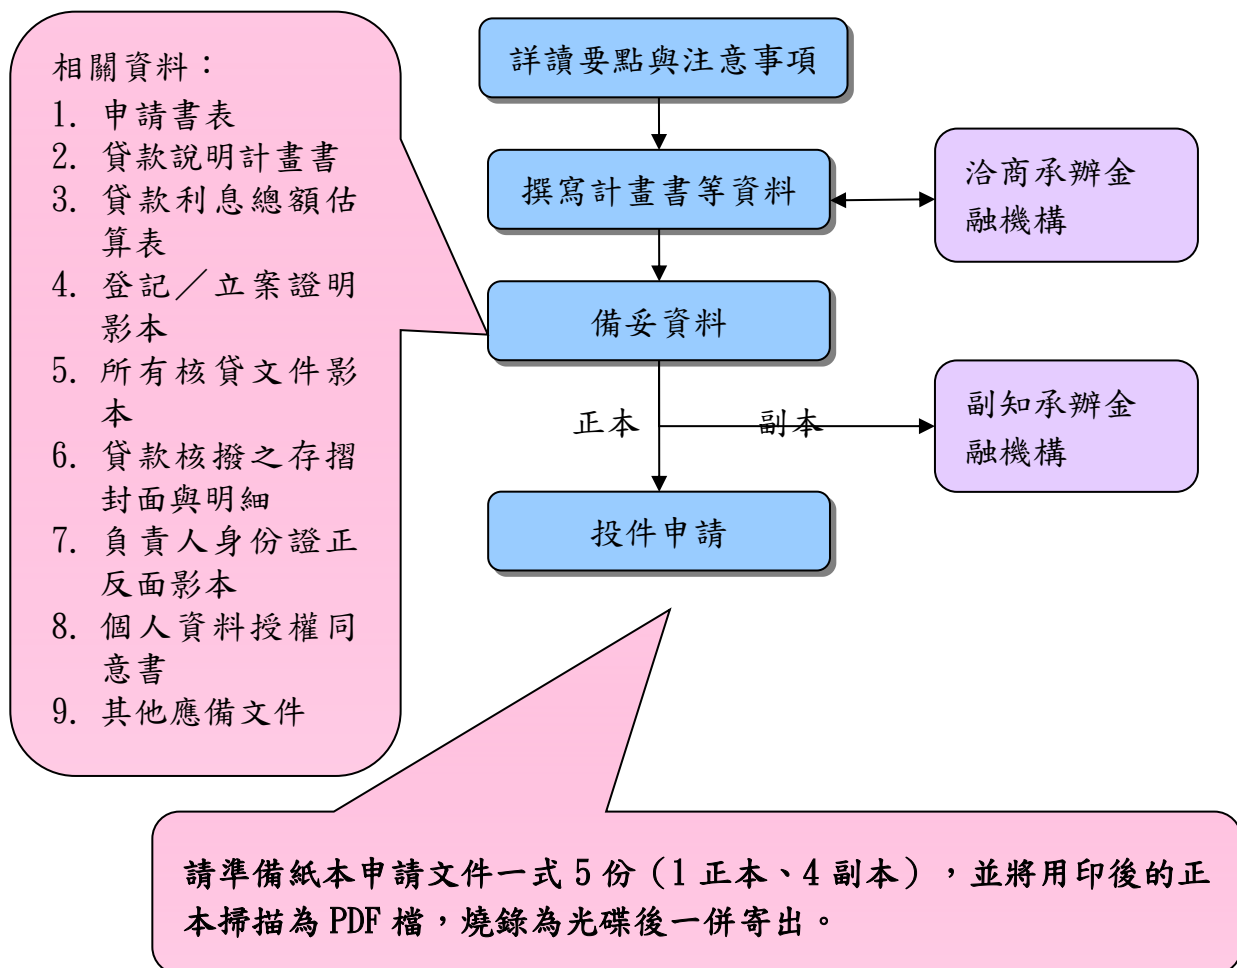 相關資料：
1. 申請書表
2. 貸款說明計畫書
3. 貸款利息總額估
算表
4. 登記／立案證明
影本
5. 所有核貸文件影
本
6. 貸款核撥之存摺
封面與明細
7. 負責人身份證正
反面影本
8. 個人資料授權同
意書
9. 其他應備文件
詳讀要點與注意事項
撰寫計畫書等資料
洽商承辦金
融機構
備妥資料
正本
副本
副知承辦金
融機構
投件申請
請準備紙本申請文件一式 5 份（1 正本、4 副本），並將用印後的正
本掃描為 PDF 檔，燒錄為光碟後一併寄出。